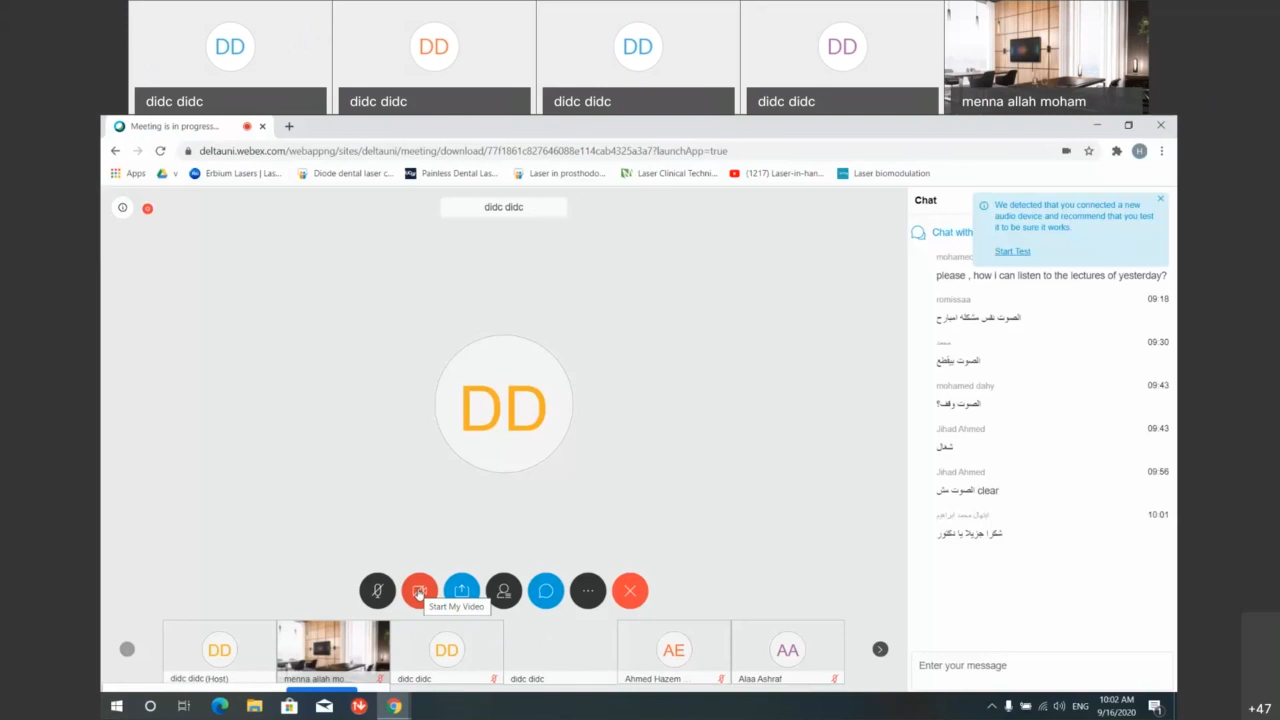 DD
DD
DD
DD
didc didc
didc didc
didc didc
didc didc
menna allah moham
Meeting is in progress...
deltauni.webex.com/webappng/sites/deltauni/meeting/download/77f1861c827646088e114cab4325a3a7?launchApp=true
H
Apps
v
Erbium Lasers | Las...
Diode dental laser c...
Painless Dental Las...
Laser in prosthodo...
Laser Clinical Techni...
(1217) Laser-in-han...
Laser biomodulation
didc didc
DD
Start My Video
Chat
We detected that you connected a new
audio device and recommend that you test
it to be sure it works.
Start Test
Chat with
mohamed
please , how i can listen to the lectures of yesterday?
romissaa 09:18
الصوت نفس مشكله امبارح
محمد 09:30
الصوت بيقطع
mohamed dahy 09:43
الصوت وقف؟
Jihad Ahmed 09:43
شغال
Jihad Ahmed 09:56
الصوت مش clear
ابتهال محمد ابراهيم 10:01
شكرا جزيلا يا دكتور
Enter your message
DD
DD
AE
AA
didc didc (Host)
menna allah mo...
didc didc
didc didc
Ahmed Hazem ...
Alaa Ashraf
ENG
10:02 AM
9/16/2020
1
+47